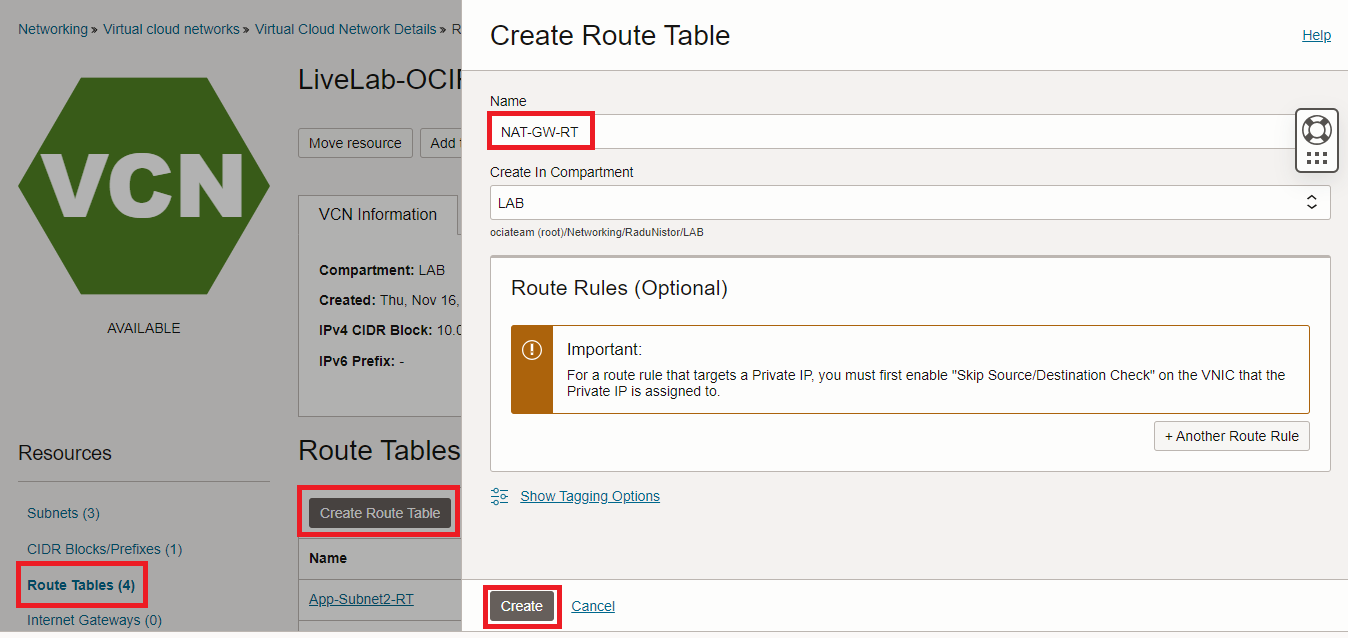 Networking » Virtual cloud networks » Virtual Cloud Network Details » R
VCN
AVAILABLE
LiveLab-OCIF
Move resource
Add t
VCN Information
Compartment: LAB
Created: Thu, Nov 16,
IPv4 CIDR Block: 10.0
IPv6 Prefix: -
Resources
Subnets (3)
CIDR Blocks/Prefixes (1)
Route Tables (4)
Internet Gateways (0)
Route Tables
Create Route Table
Name
App-Subnet2-RT
Create Route Table
Help
Name
NAT-GW-RT
Create In Compartment
LAB
ociateam (root)/Networking/RaduNistor/LAB
Route Rules (Optional)
Important:
For a route rule that targets a Private IP, you must first enable "Skip Source/Destination Check" on the VNIC that the
Private IP is assigned to.
+ Another Route Rule
Show Tagging Options
Create
Cancel